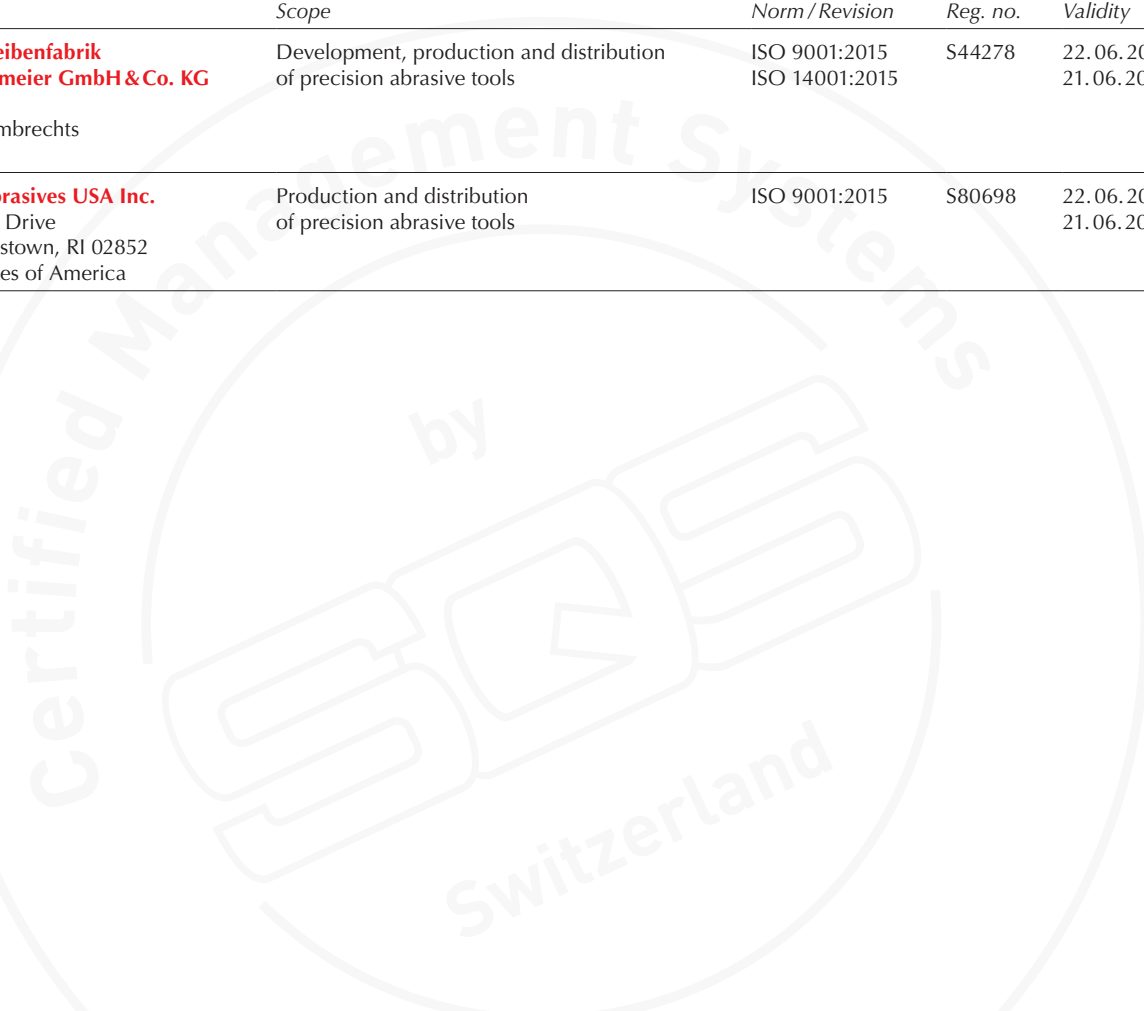 Scope Norm / Revision Reg. no. Validity
eibenfabrik Development, production and distribution ISO 9001:2015 S44278 22. 06. 20
meier GmbH & Co. KG of precision abrasive tools ISO 14001:2015 21. 06. 20
mbrechts
rasives USA Inc. Production and distribution ISO 9001:2015 S80698 22. 06. 20
Drive of precision abrasive tools 21. 06. 20
stown, RI 02852
es of America
Certified Management Systems
by
SQS
Switzerland